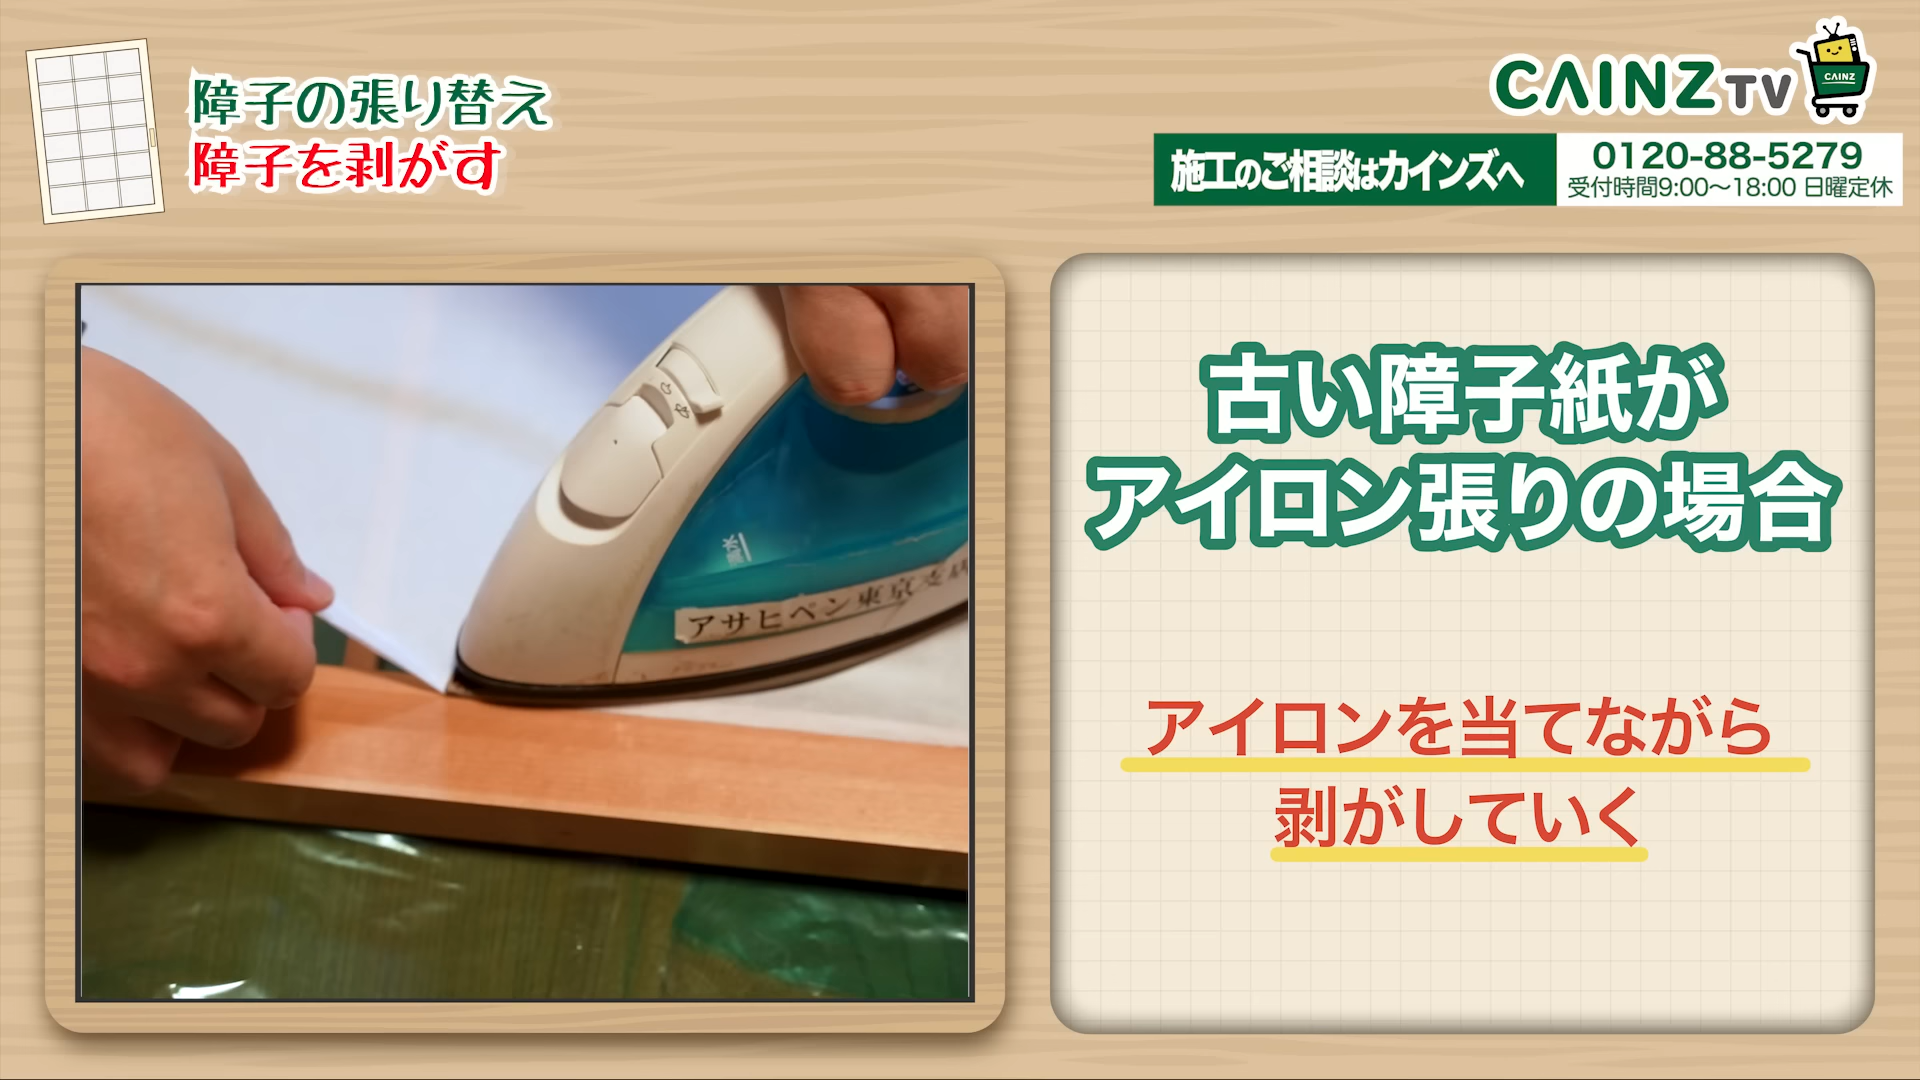 障子の張り替え
障子を剥がす
CAINZ TV
CAINZ
施工のご相談はカインズへ
0120-88-5279
受付時間9:00～18:00 日曜定休
古い障子紙が
アイロン張りの場合
アイロンを当てながら
剥がしていく
アサヒペン東京支店